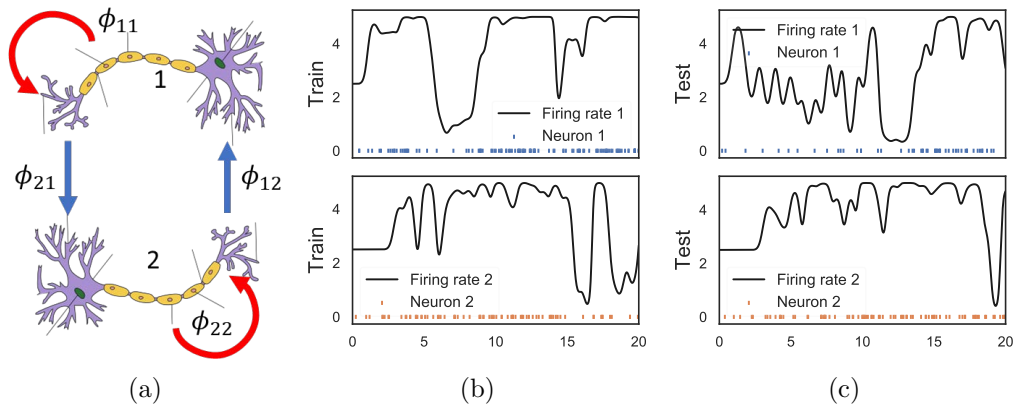 ϕ11
1
ϕ21
ϕ12
2
ϕ22
(a)
Train
4
2
0
Firing rate 1
Neuron 1
Train
4
2
0
Firing rate 2
Neuron 2
0 5 10 15 20
(b)
Test
4
2
0
Firing rate 1
Neuron 1
Test
4
2
0
Firing rate 2
Neuron 2
0 5 10 15 20
(c)